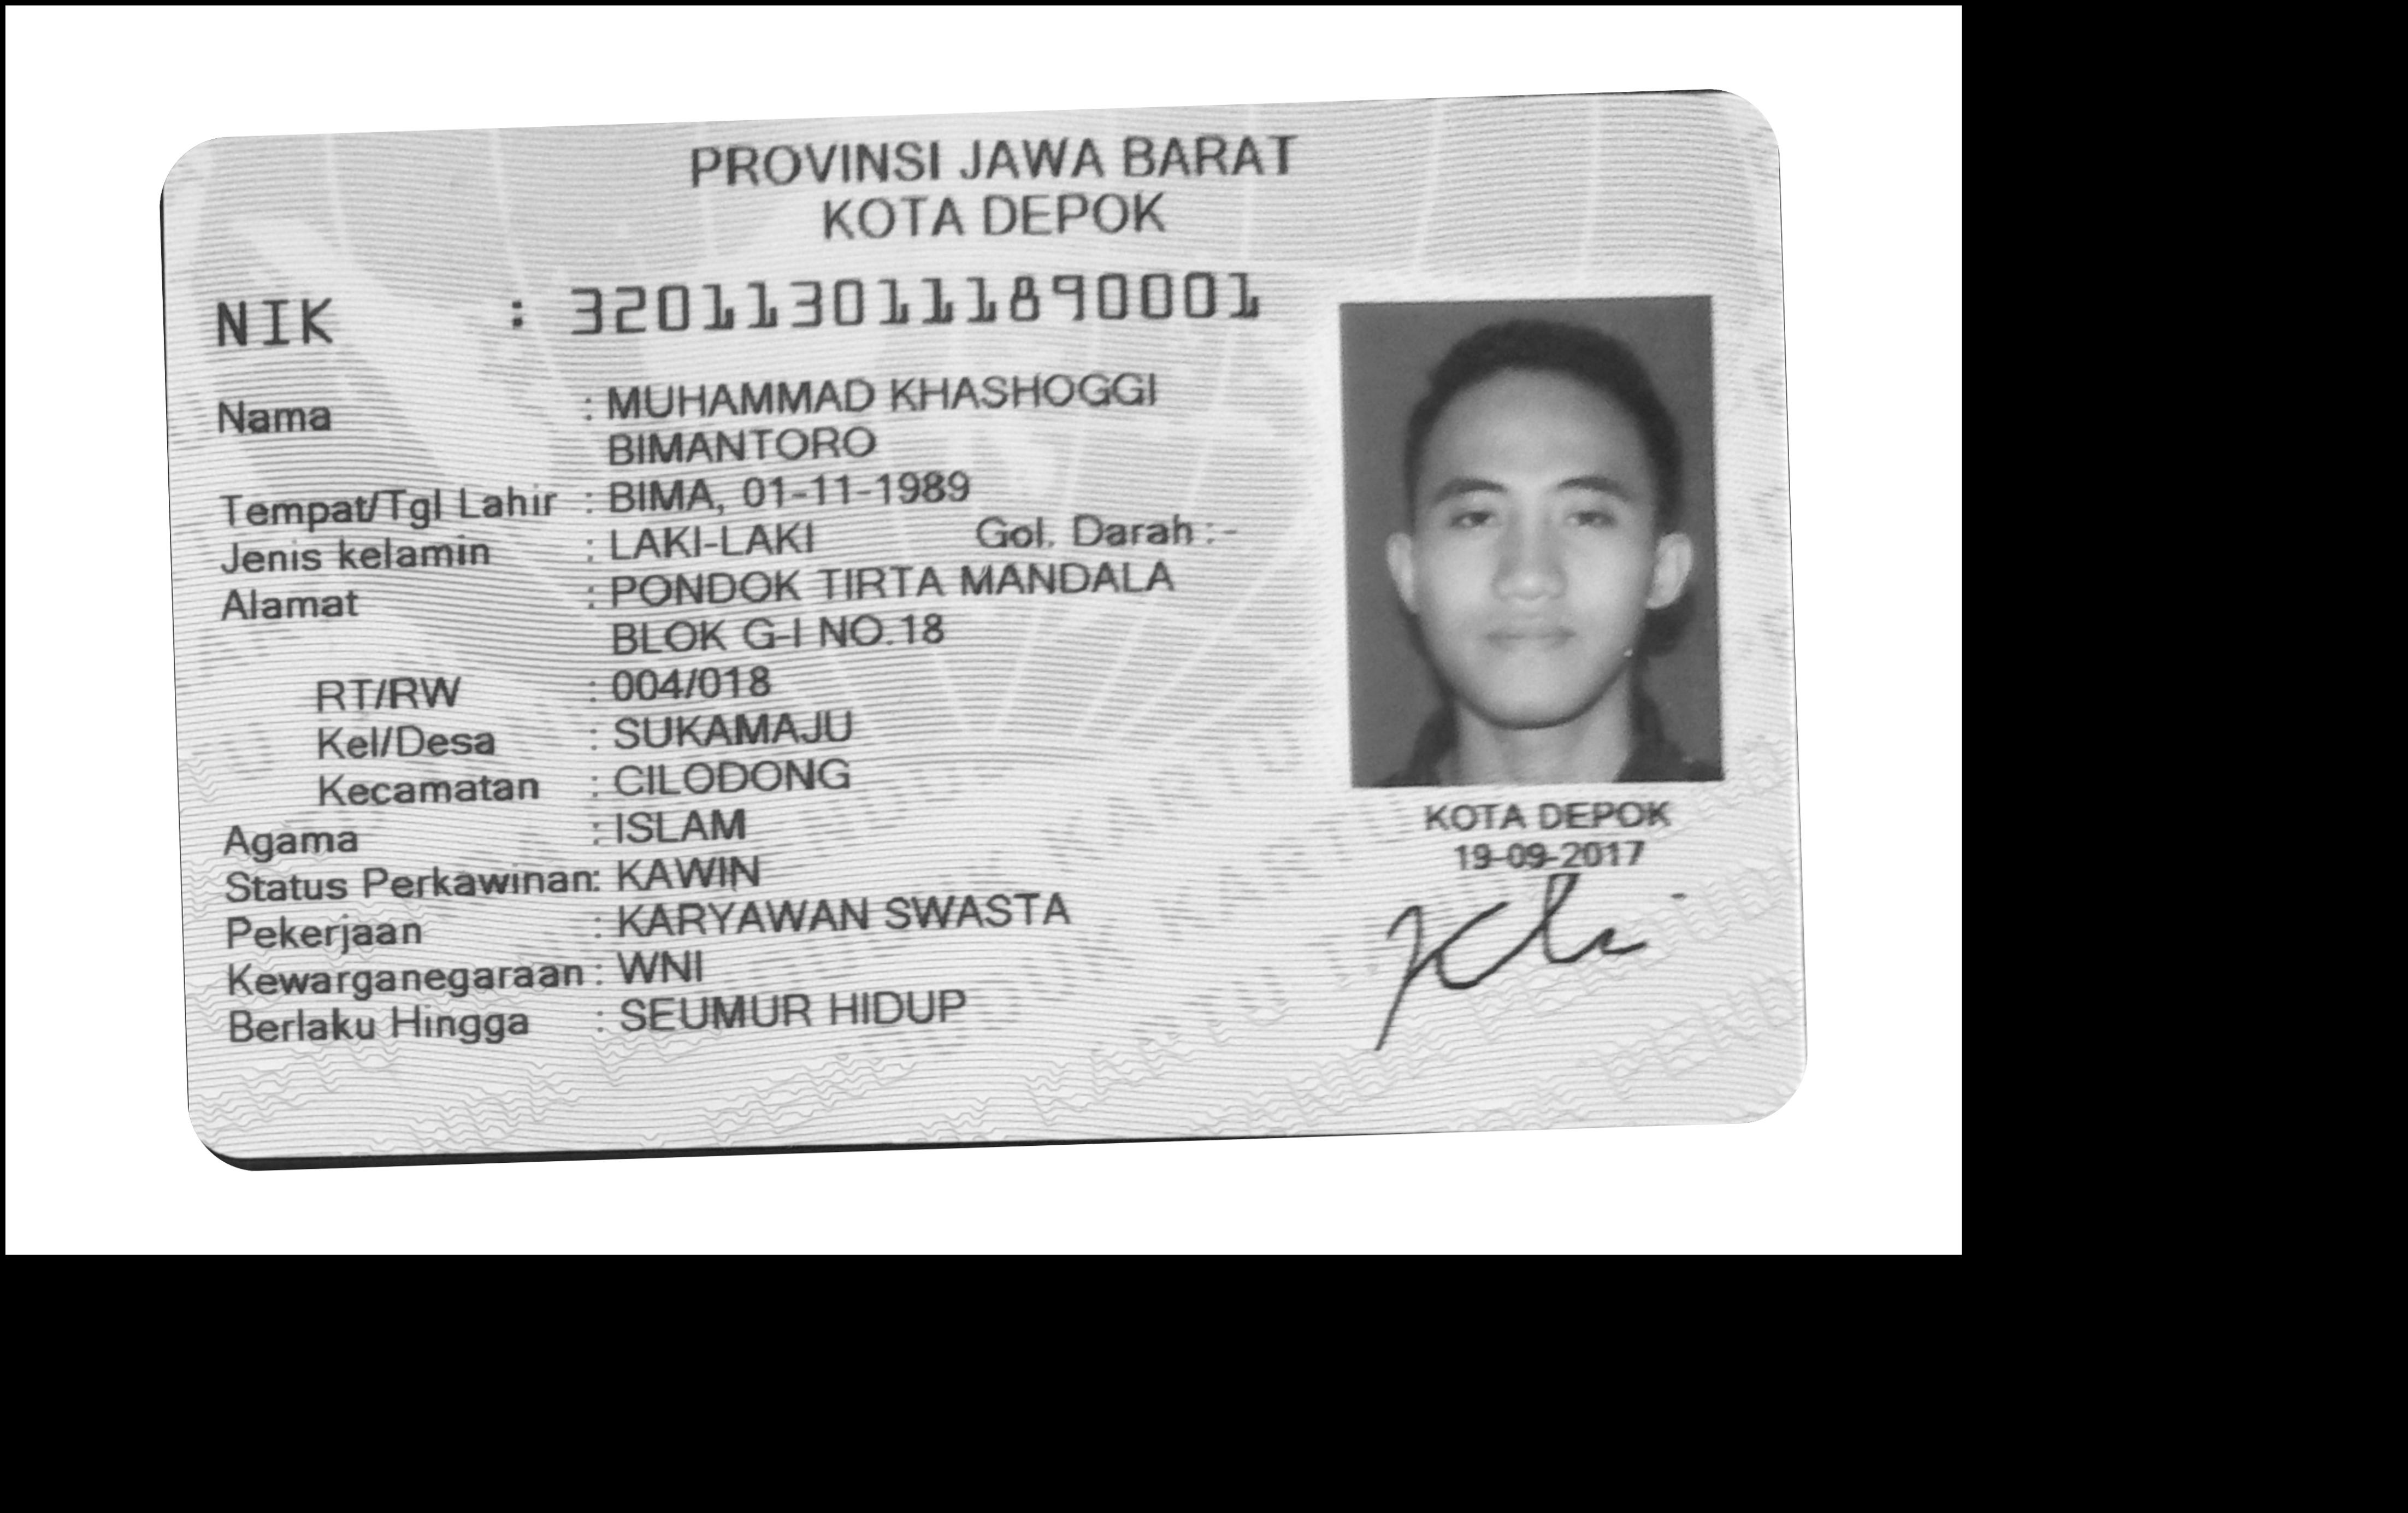 PROVINSI JAWA BARAT
KOTA DEPOK
NIK : 3201130111890001
Nama : MUHAMMAD KHASHOGGI
BIMANTORO
Tempat/Tgl Lahir : BIMA, 01-11-1989
Jenis kelamin : LAKI-LAKI Gol. Darah : -
Alamat : PONDOK TIRTA MANDALA
BLOK G-I NO.18
RT/RW : 004/018
Kel/Desa : SUKAMAJU
Kecamatan : CILODONG
Agama : ISLAM
Status Perkawinan: KAWIN
Pekerjaan : KARYAWAN SWASTA
Kewarganegaraan : WNI
Berlaku Hingga : SEUMUR HIDUP
KOTA DEPOK
19-09-2017